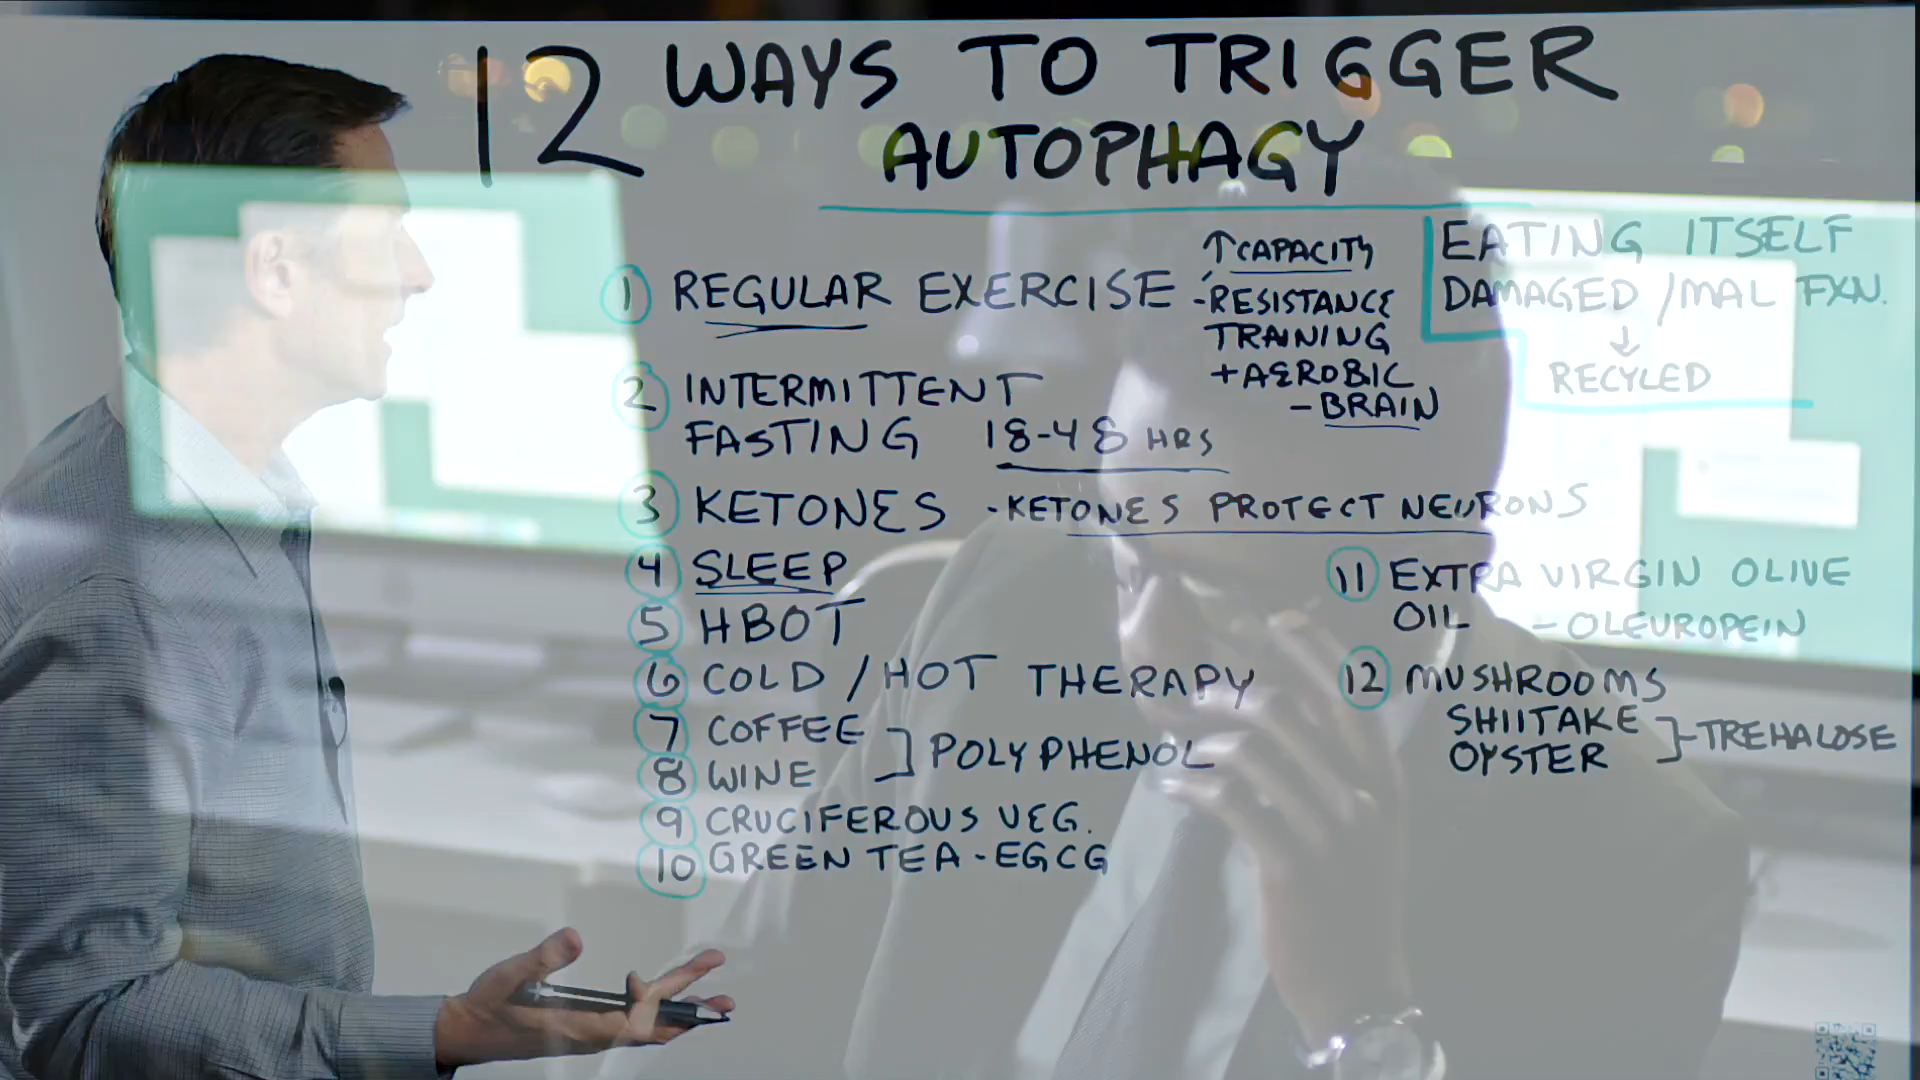 12 WAYS TO TRIGGER
AUTOPHAGY
EATING ITSELF
DAMAGED / MAL FXN.
↓
RECYLED
1 REGULAR EXERCISE
↑ CAPACITY
- RESISTANCE
TRAINING
+ AEROBIC
- BRAIN
2 INTERMITTENT
FASTING 18-48 HRS
3 KETONES - KETONES PROTECT NEURONS
4 SLEEP
5 HBOT
6 COLD / HOT THERAPY
7 COFFEE
8 WINE
] POLYPHENOL
9 CRUCIFEROUS VEG.
10 GREEN TEA - EGCG
11 EXTRA VIRGIN OLIVE
OIL - OLEUROPEIN
12 MUSHROOMS
SHIITAKE
OYSTER
] - TREHALOSE